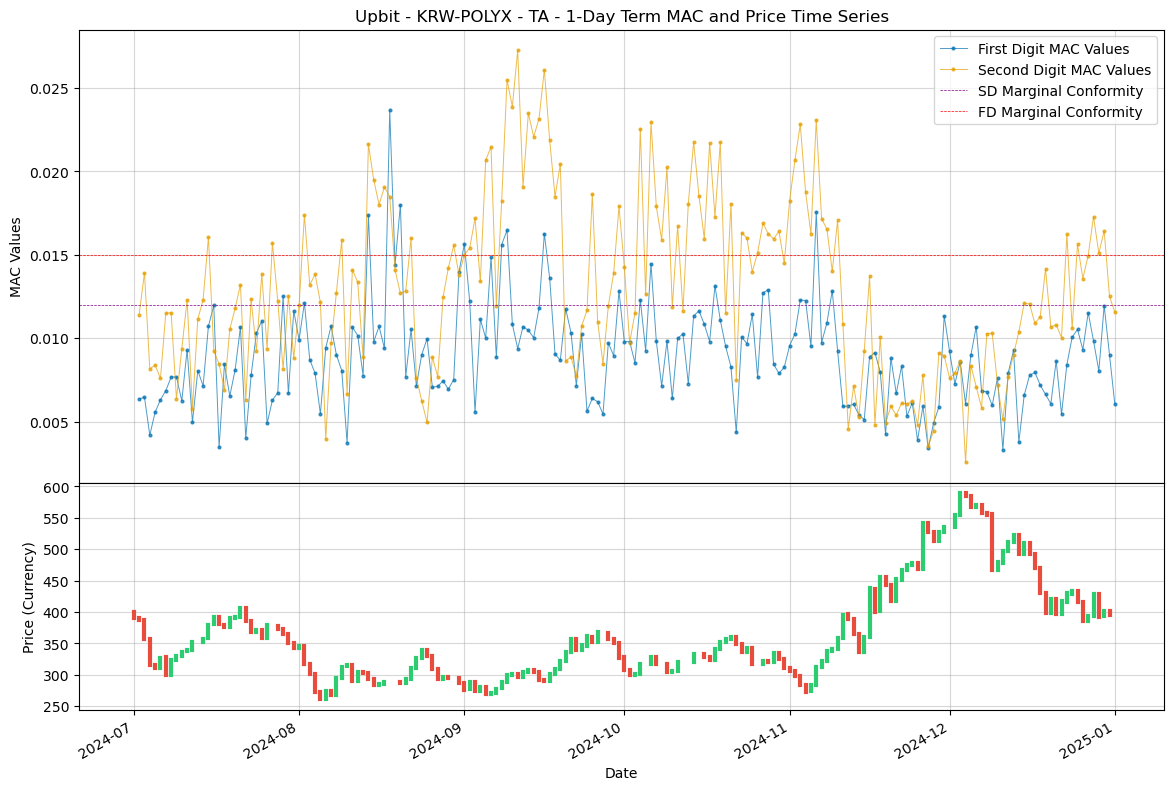 Upbit - KRW-POLYX - TA - 1-Day Term MAC and Price Time Series
First Digit MAC Values
Second Digit MAC Values
SD Marginal Conformity
FD Marginal Conformity
MAC Values
0.025
0.020
0.015
0.010
0.005
Price (Currency)
600
550
500
450
400
350
300
250
2024-07
2024-08
2024-09
2024-10
2024-11
2024-12
2025-01
Date